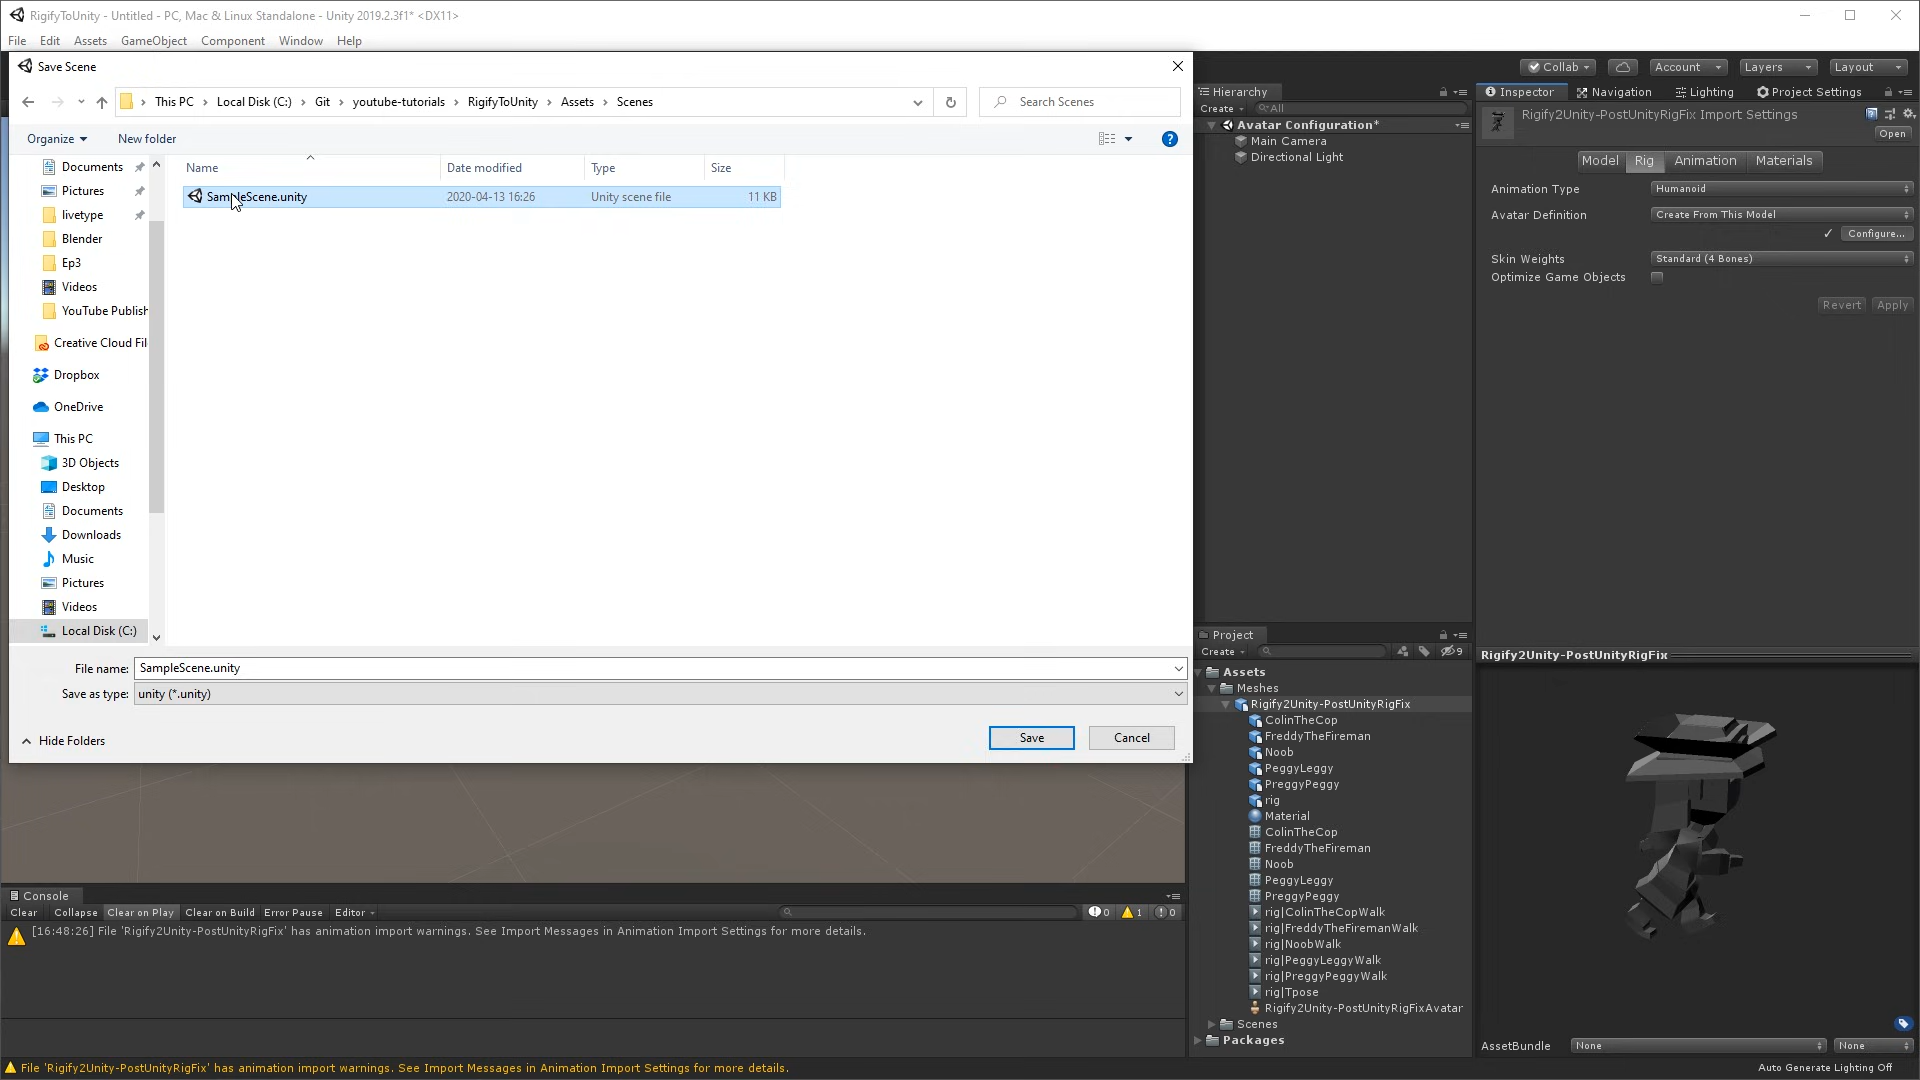 RigifyToUnity - Untitled - PC, Mac & Linux Standalone - Unity 2019.2.3f1* <DX11>
File Edit Assets GameObject Component Window Help
Save Scene
This PC > Local Disk (C:) > Git > youtube-tutorials > RigifyToUnity > Assets > Scenes
Search Scenes
Organize New folder
Name Date modified Type Size
SampleScene.unity 2020-04-13 16:26 Unity scene file 11 KB
Documents
Pictures
livetype
Blender
Ep3
Videos
YouTube Publish
Creative Cloud Fil
Dropbox
OneDrive
This PC
3D Objects
Desktop
Documents
Downloads
Music
Pictures
Videos
Local Disk (C:)
File name: SampleScene.unity
Save as type: unity (*.unity)
Hide Folders
Save Cancel
Collab Account Layers Layout
Hierarchy
Create All
Avatar Configuration*
Main Camera
Directional Light
Inspector Navigation Lighting Project Settings
Rigify2Unity-PostUnityRigFix Import Settings
Open
Model Rig Animation Materials
Animation Type Humanoid
Avatar Definition Create From This Model
✓ Configure...
Skin Weights Standard (4 Bones)
Optimize Game Objects
Revert Apply
Project
Create 9
Assets
Meshes
Rigify2Unity-PostUnityRigFix
ColinTheCop
FreddyTheFireman
Noob
PeggyLeggy
PreggyPeggy
rig
Material
ColinTheCop
FreddyTheFireman
Noob
PeggyLeggy
PreggyPeggy
rig|ColinTheCopWalk
rig|FreddyTheFiremanWalk
rig|NoobWalk
rig|PeggyLeggyWalk
rig|PreggyPeggyWalk
rig|Tpose
Rigify2Unity-PostUnityRigFixAvatar
Scenes
Packages
Rigify2Unity-PostUnityRigFix
AssetBundle None None
Auto Generate Lighting Off
Console
Clear Collapse Clear on Play Clear on Build Error Pause Editor 0 1 0
[16:48:26] File 'Rigify2Unity-PostUnityRigFix' has animation import warnings. See Import Messages in Animation Import Settings for more details.
File 'Rigify2Unity-PostUnityRigFix' has animation import warnings. See Import Messages in Animation Import Settings for more details.